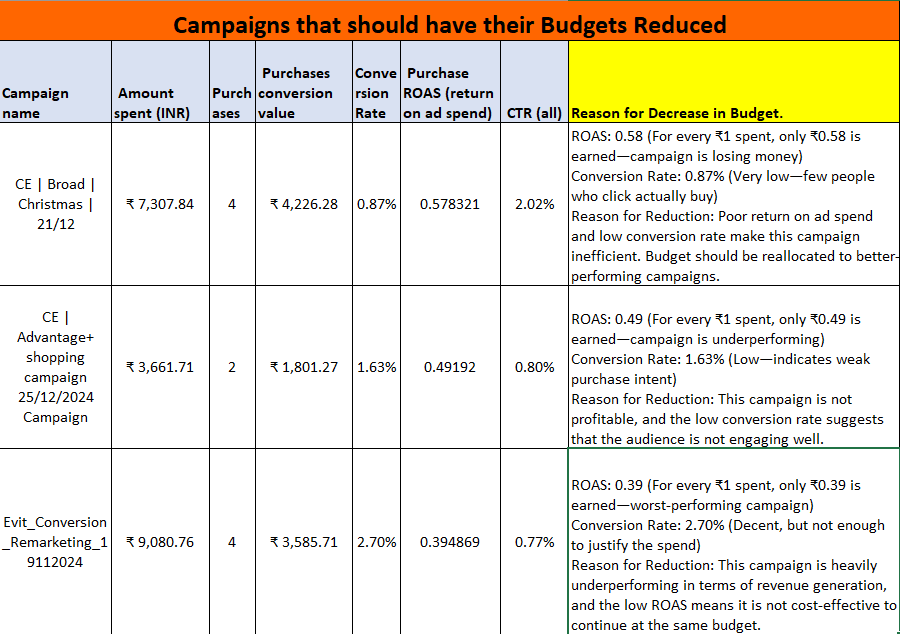 Campaigns that should have their Budgets Reduced
Campaign
name
Amount
spent (INR)
Purch
ases
Purchases
conversion
value
Conve
rsion
Rate
Purchase
ROAS (return
on ad spend)
CTR (all)
Reason for Decrease in Budget.
CE | Broad |
Christmas |
21/12
₹ 7,307.84
4
₹ 4,226.28
0.87%
0.578321
2.02%
ROAS: 0.58 (For every ₹1 spent, only ₹0.58 is
earned—campaign is losing money)
Conversion Rate: 0.87% (Very low—few people
who click actually buy)
Reason for Reduction: Poor return on ad spend
and low conversion rate make this campaign
inefficient. Budget should be reallocated to better-
performing campaigns.
CE |
Advantage+
shopping
campaign
25/12/2024
Campaign
₹ 3,661.71
2
₹ 1,801.27
1.63%
0.49192
0.80%
ROAS: 0.49 (For every ₹1 spent, only ₹0.49 is
earned—campaign is underperforming)
Conversion Rate: 1.63% (Low—indicates weak
purchase intent)
Reason for Reduction: This campaign is not
profitable, and the low conversion rate suggests
that the audience is not engaging well.
Evit_Conversion
_Remarketing_1
9112024
₹ 9,080.76
4
₹ 3,585.71
2.70%
0.394869
0.77%
ROAS: 0.39 (For every ₹1 spent, only ₹0.39 is
earned—worst-performing campaign)
Conversion Rate: 2.70% (Decent, but not enough
to justify the spend)
Reason for Reduction: This campaign is heavily
underperforming in terms of revenue generation,
and the low ROAS means it is not cost-effective to
continue at the same budget.